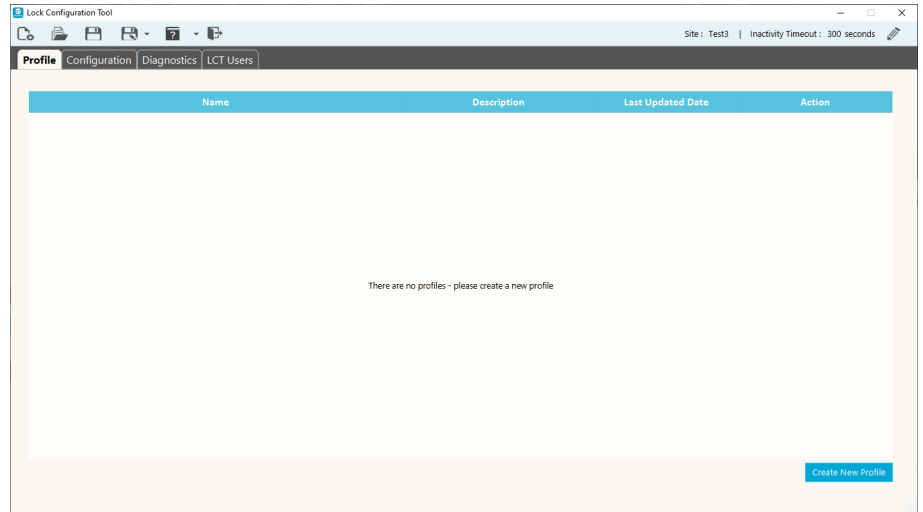 Lock Configuration Tool
Site : Test3 | Inactivity Timeout : 300 seconds
Profile Configuration Diagnostics LCT Users
Name Description Last Updated Date Action
There are no profiles - please create a new profile
Create New Profile